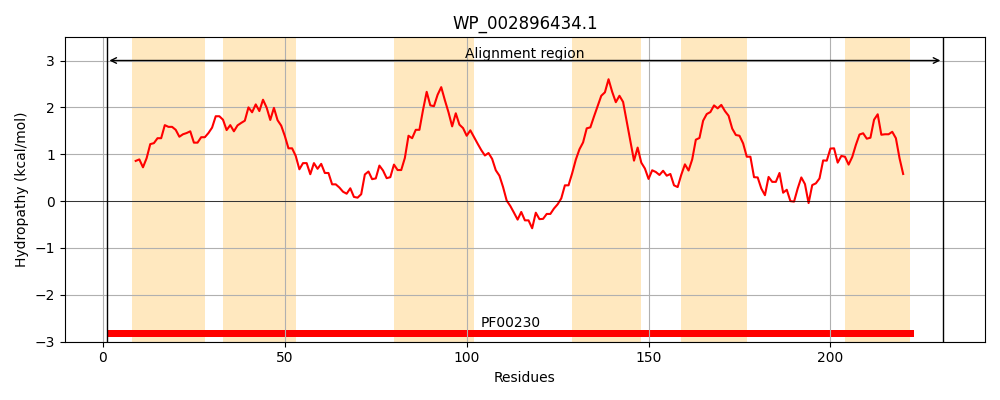 WP_002896434.1
Alignment region
3
2
1
0
−1
−2
−3
Hydropathy (kcal/mol)
PF00230
0 50 100 150 200
Residues